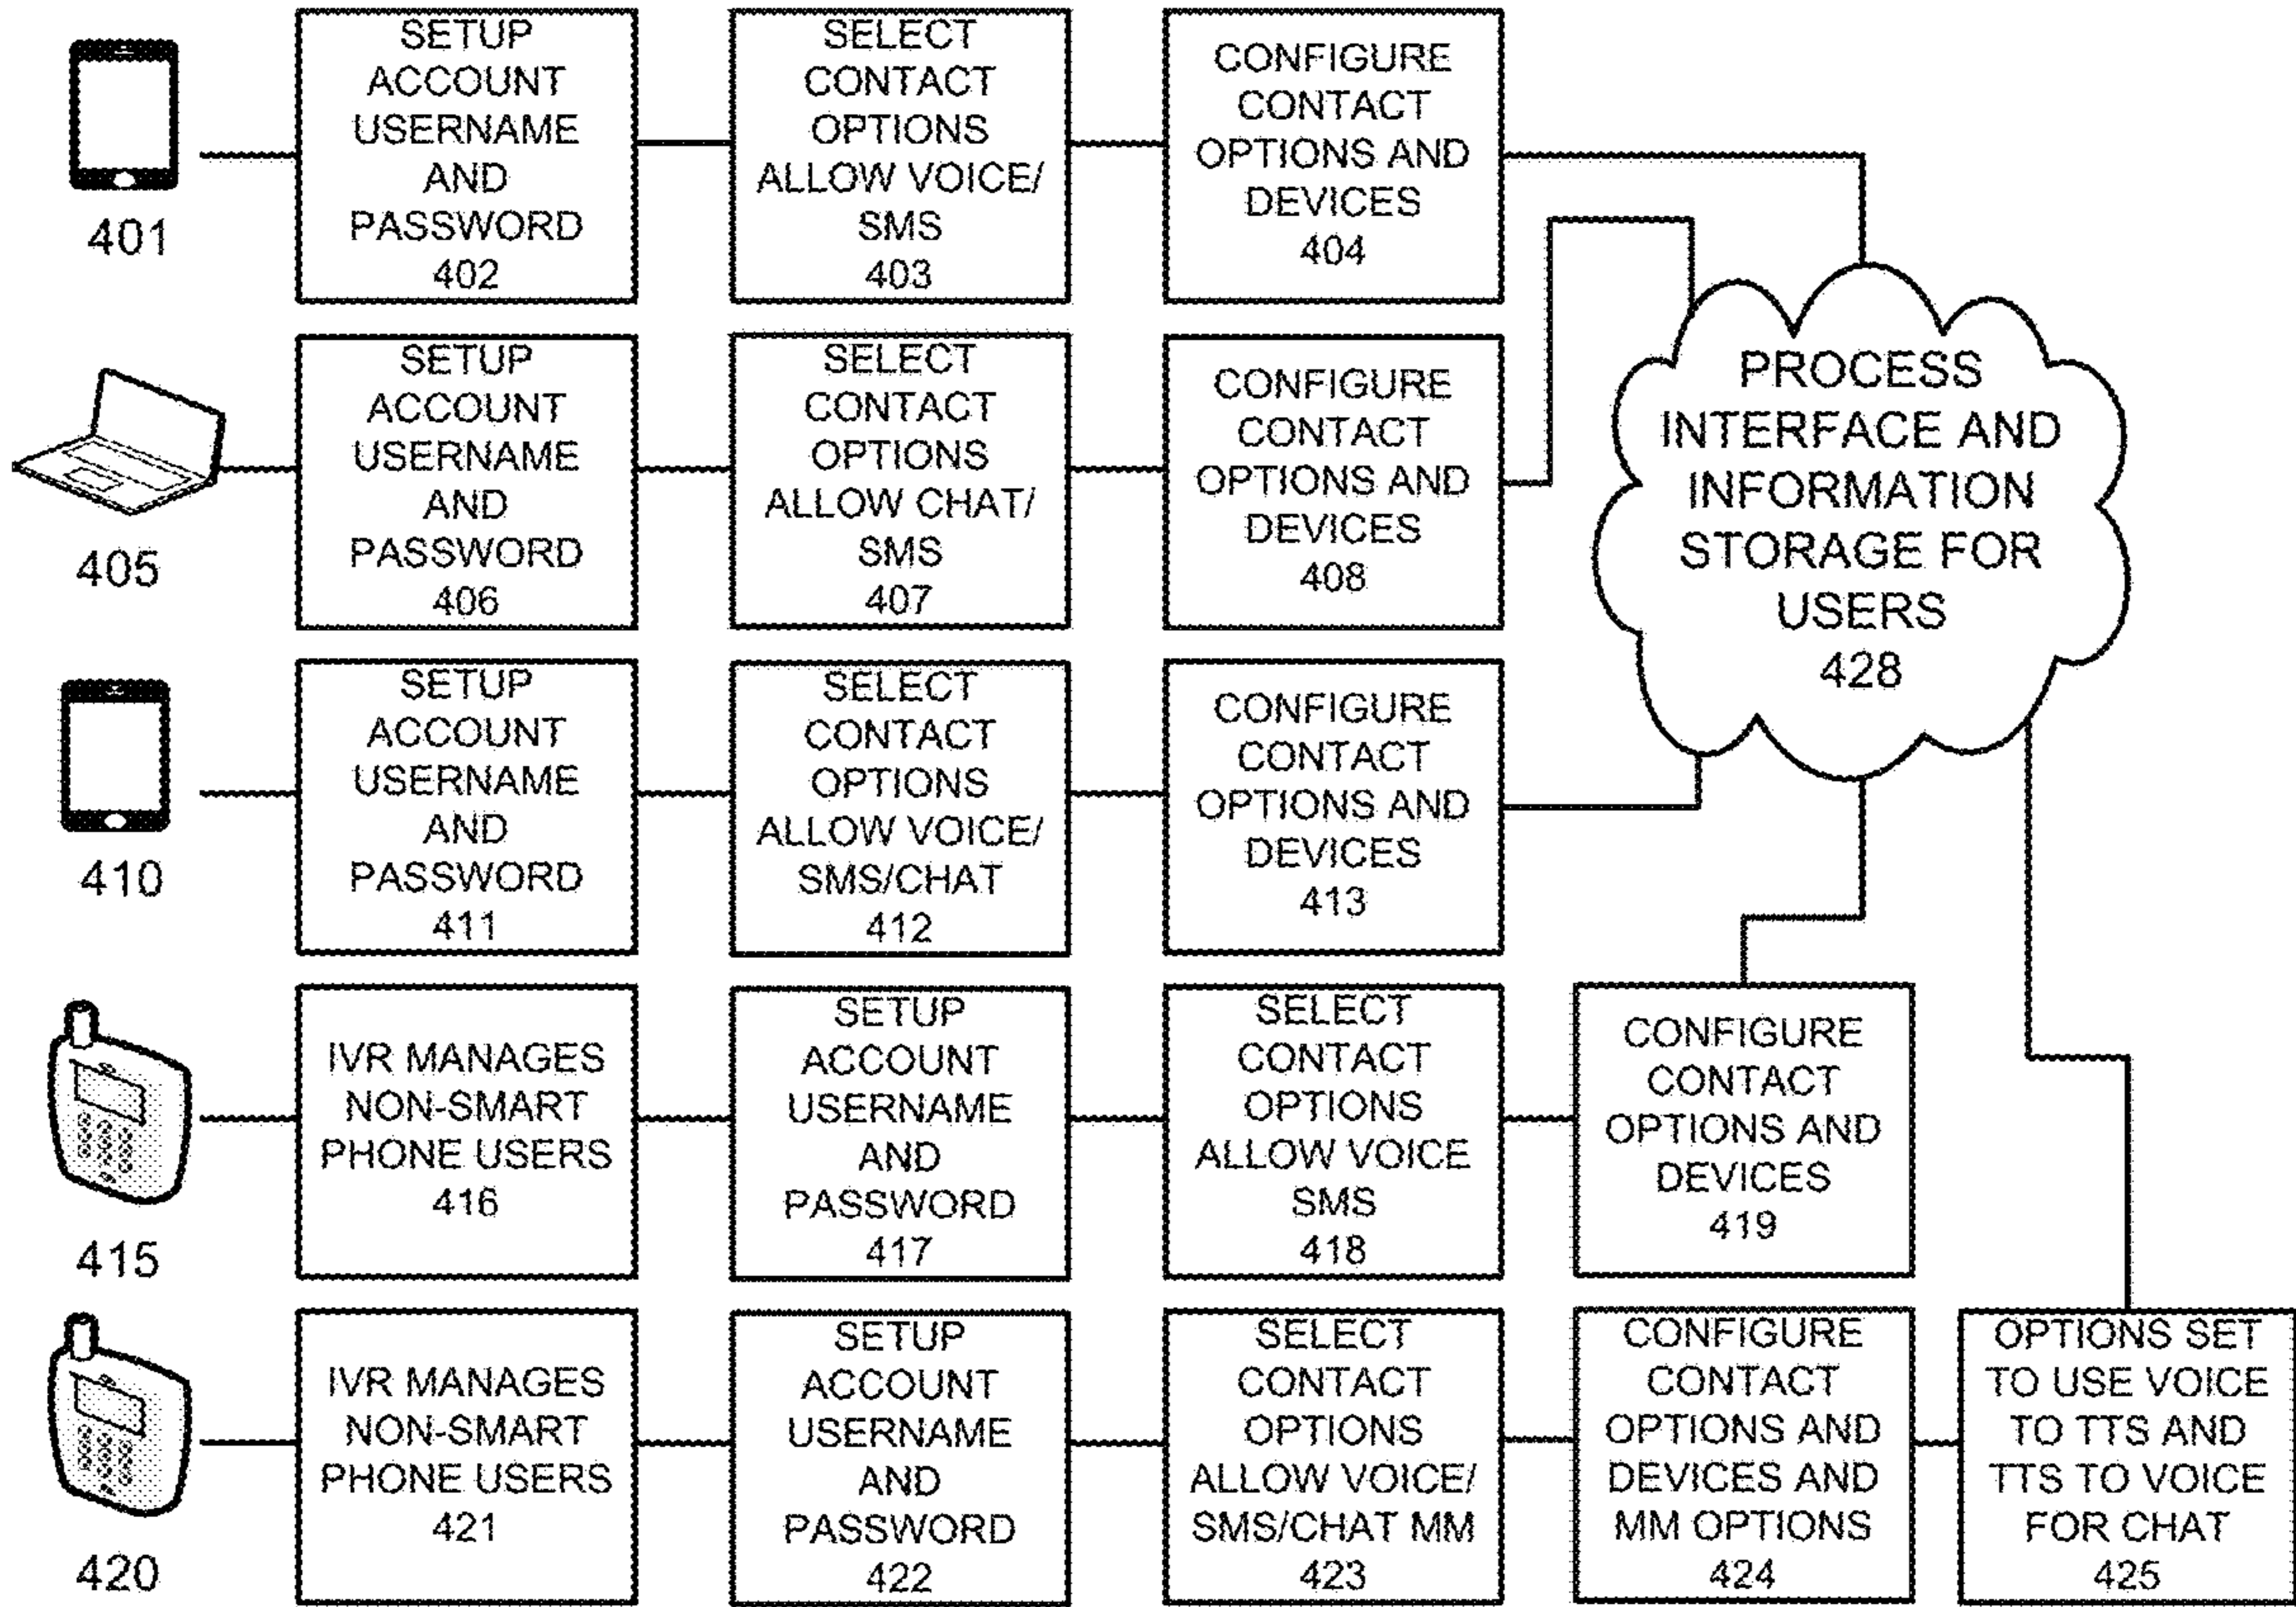 SETUP
ACCOUNT
USERNAME
AND
PASSWORD
402
SELECT
CONTACT
OPTIONS
ALLOW VOICE/
SMS
403
CONFIGURE
CONTACT
OPTIONS AND
DEVICES
404
401
SETUP
ACCOUNT
USERNAME
AND
PASSWORD
406
SELECT
CONTACT
OPTIONS
ALLOW CHAT/
SMS
407
CONFIGURE
CONTACT
OPTIONS AND
DEVICES
408
405
PROCESS
INTERFACE AND
INFORMATION
STORAGE FOR
USERS
428
SETUP
ACCOUNT
USERNAME
AND
PASSWORD
411
SELECT
CONTACT
OPTIONS
ALLOW VOICE/
SMS/CHAT
412
CONFIGURE
CONTACT
OPTIONS AND
DEVICES
413
410
IVR MANAGES
NON-SMART
PHONE USERS
416
SETUP
ACCOUNT
USERNAME
AND
PASSWORD
417
SELECT
CONTACT
OPTIONS
ALLOW VOICE
SMS
418
CONFIGURE
CONTACT
OPTIONS AND
DEVICES
419
415
IVR MANAGES
NON-SMART
PHONE USERS
421
SETUP
ACCOUNT
USERNAME
AND
PASSWORD
422
SELECT
CONTACT
OPTIONS
ALLOW VOICE/
SMS/CHAT MM
423
CONFIGURE
CONTACT
OPTIONS AND
DEVICES AND
MM OPTIONS
424
OPTIONS SET
TO USE VOICE
TO TTS AND
TTS TO VOICE
FOR CHAT
425
420